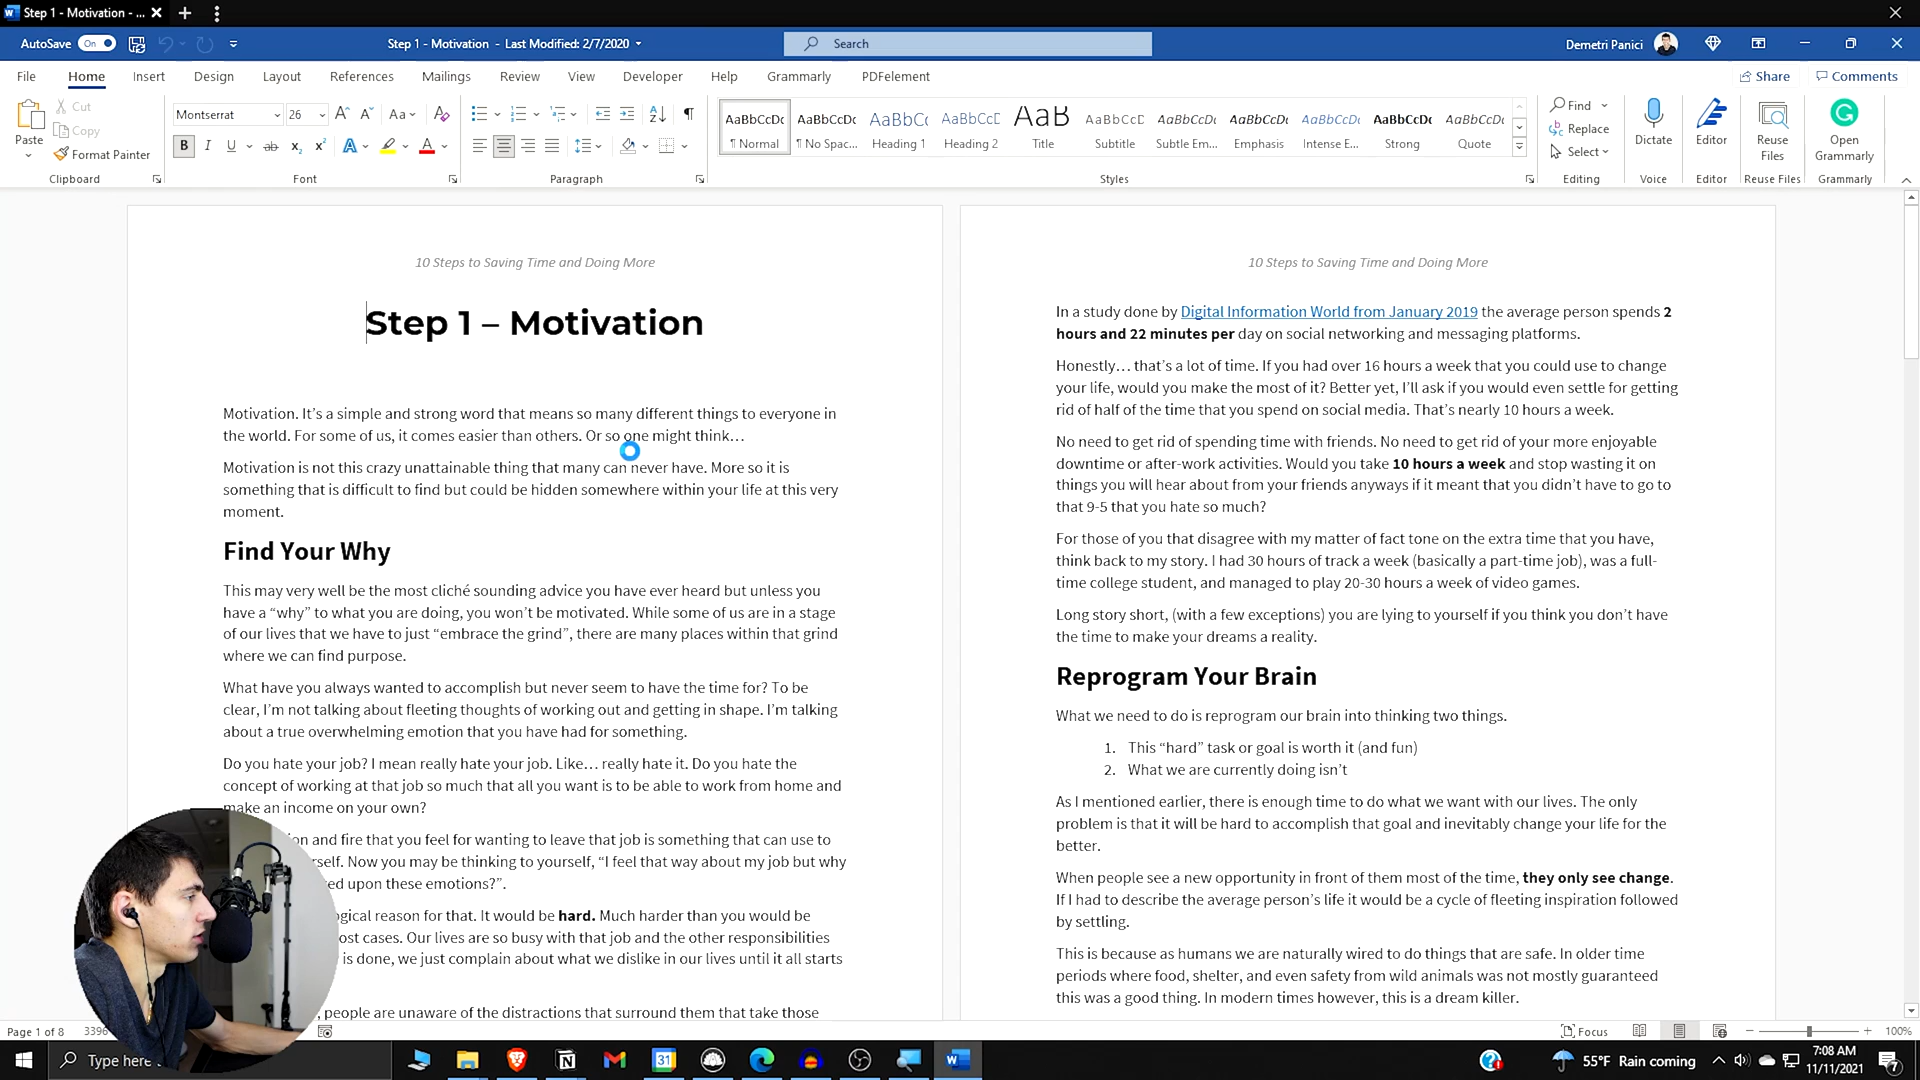 Step 1 - Motivation - ...
AutoSave On
Step 1 - Motivation - Last Modified: 2/7/2020
Search
Demetri Panici
File Home Insert Design Layout References Mailings Review View Developer Help Grammarly PDFelement
Share Comments
Paste
Cut
Copy
Format Painter
Clipboard
Montserrat 26
Font
Paragraph
AaBbCcDc AaBbCcDc AaBbCc AaBbCcD AaB AaBbCcD AaBbCcDc AaBbCcDc AaBbCcDc AaBbCcDc AaBbCcDc
¶ Normal ¶ No Spac... Heading 1 Heading 2 Title Subtitle Subtle Em... Emphasis Intense E... Strong Quote
Styles
Find
Replace
Select
Editing
Dictate
Voice
Editor
Editor
Reuse Files
Reuse Files
Open Grammarly
Grammarly
10 Steps to Saving Time and Doing More
Step 1 – Motivation
Motivation. It’s a simple and strong word that means so many different things to everyone in
the world. For some of us, it comes easier than others. Or so one might think…
Motivation is not this crazy unattainable thing that many can never have. More so it is
something that is difficult to find but could be hidden somewhere within your life at this very
moment.
Find Your Why
This may very well be the most cliché sounding advice you have ever heard but unless you
have a “why” to what you are doing, you won’t be motivated. While some of us are in a stage
of our lives that we have to just “embrace the grind”, there are many places within that grind
where we can find purpose.
What have you always wanted to accomplish but never seem to have the time for? To be
clear, I’m not talking about fleeting thoughts of working out and getting in shape. I’m talking
about a true overwhelming emotion that you have had for something.
Do you hate your job? I mean really hate your job. Like… really hate it. Do you hate the
concept of working at that job so much that all you want is to be able to work from home and
make an income on your own?
and fire that you feel for wanting to leave that job is something that can use to
Now you may be thinking to yourself, “I feel that way about my job but why
upon these emotions?”.
reason for that. It would be hard. Much harder than you would be
cases. Our lives are so busy with that job and the other responsibilities
is done, we just complain about what we dislike in our lives until it all starts
people are unaware of the distractions that surround them that take those
10 Steps to Saving Time and Doing More
In a study done by Digital Information World from January 2019 the average person spends 2
hours and 22 minutes per day on social networking and messaging platforms.
Honestly… that’s a lot of time. If you had over 16 hours a week that you could use to change
your life, would you make the most of it? Better yet, I’ll ask if you would even settle for getting
rid of half of the time that you spend on social media. That’s nearly 10 hours a week.
No need to get rid of spending time with friends. No need to get rid of your more enjoyable
downtime or after-work activities. Would you take 10 hours a week and stop wasting it on
things you will hear about from your friends anyways if it meant that you didn’t have to go to
that 9-5 that you hate so much?
For those of you that disagree with my matter of fact tone on the extra time that you have,
think back to my story. I had 30 hours of track a week (basically a part-time job), was a full-
time college student, and managed to play 20-30 hours a week of video games.
Long story short, (with a few exceptions) you are lying to yourself if you think you don’t have
the time to make your dreams a reality.
Reprogram Your Brain
What we need to do is reprogram our brain into thinking two things.
1. This “hard” task or goal is worth it (and fun)
2. What we are currently doing isn’t
As I mentioned earlier, there is enough time to do what we want with our lives. The only
problem is that it will be hard to accomplish that goal and inevitably change your life for the
better.
When people see a new opportunity in front of them most of the time, they only see change.
If I had to describe the average person’s life it would be a cycle of fleeting inspiration followed
by settling.
This is because as humans we are naturally wired to do things that are safe. In older time
periods where food, shelter, and even safety from wild animals was not mostly guaranteed
this was a good thing. In modern times however, this is a dream killer.
Page 1 of 8 3396
Focus
100%
Type here
31
55°F Rain coming
7:08 AM
11/11/2021
7